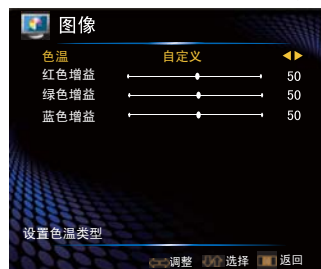 图像
色温 自定义
红色增益 50
绿色增益 50
蓝色增益 50
设置色温类型
调整 选择 返回